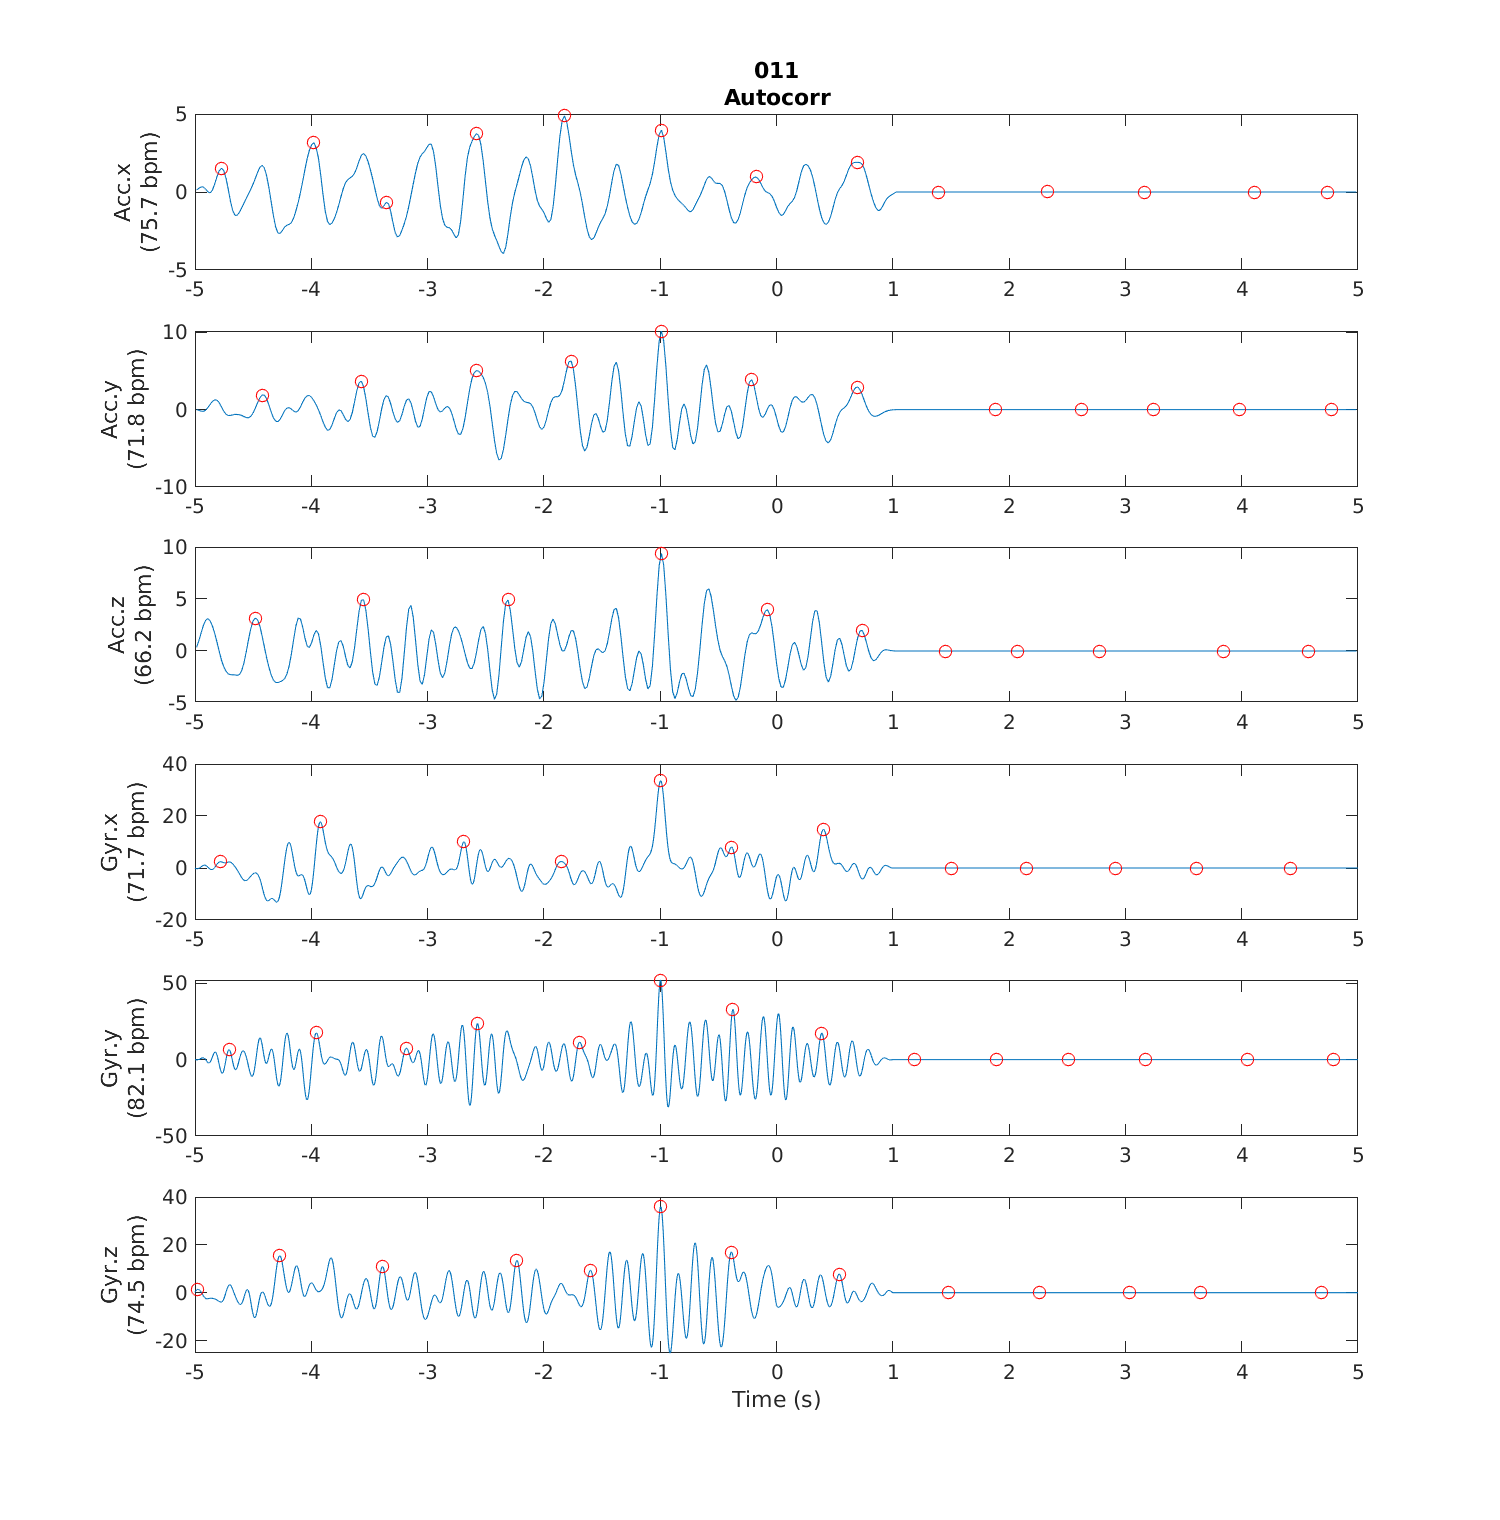 011
Autocorr
Acc.x
(75.7 bpm)
5
0
-5
-5 -4 -3 -2 -1 0 1 2 3 4 5
Acc.y
(71.8 bpm)
10
0
-10
-5 -4 -3 -2 -1 0 1 2 3 4 5
Acc.z
(66.2 bpm)
10
5
0
-5
-5 -4 -3 -2 -1 0 1 2 3 4 5
Gyr.x
(71.7 bpm)
40
20
0
-20
-5 -4 -3 -2 -1 0 1 2 3 4 5
Gyr.y
(82.1 bpm)
50
0
-50
-5 -4 -3 -2 -1 0 1 2 3 4 5
Gyr.z
(74.5 bpm)
40
20
0
-20
-5 -4 -3 -2 -1 0 1 2 3 4 5
Time (s)